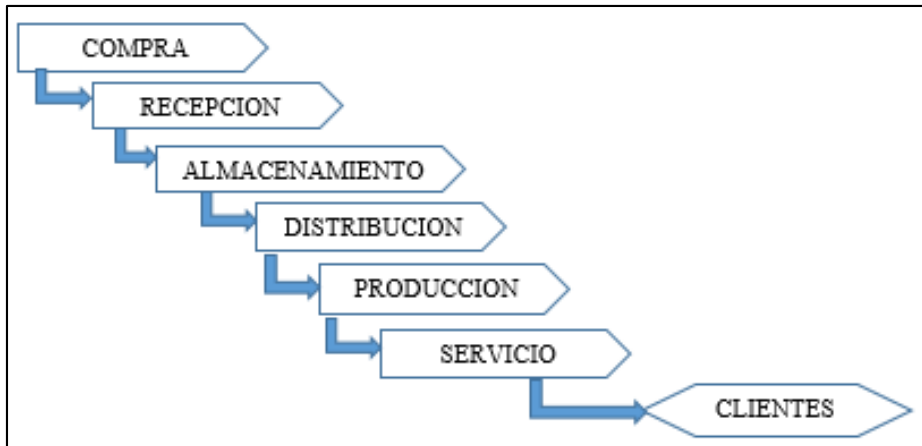 COMPRA
RECEPCION
ALMACENAMIENTO
DISTRIBUCION
PRODUCCION
SERVICIO
CLIENTES